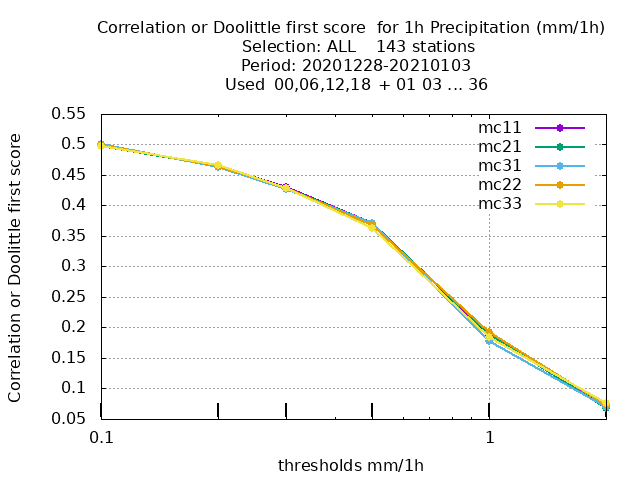 Correlation or Doolittle first score  for 1h Precipitation (mm/1h)
Selection: ALL    143 stations
Period: 20201228-20210103
Used  00,06,12,18 + 01 03 ... 36
Correlation or Doolittle first score
0.55
0.5
0.45
0.4
0.35
0.3
0.25
0.2
0.15
0.1
0.05
mc11
mc21
mc31
mc22
mc33
0.1
1
thresholds mm/1h